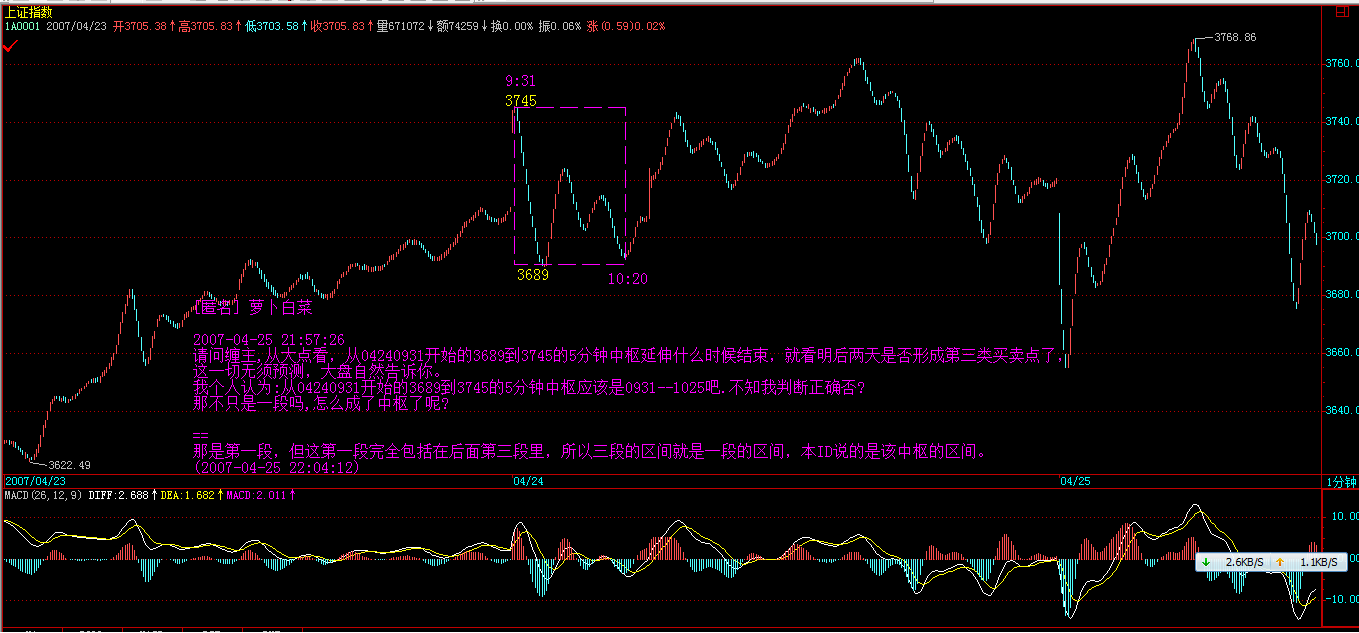 上证指数
1A0001 2007/04/23 开3705.38↑高3705.83↑低3703.58↑收3705.83↑量671072↓额74259↓换0.00% 振0.06% 涨(0.59)0.02%
3768.86
3760.0
9:31
3745
3740.0
3720.0
3700.0
3689
10:20
3680.0
[匿名] 萝卜白菜
2007-04-25 21:57:26
请问缠主,从大点看，从04240931开始的3689到3745的5分钟中枢延伸什么时候结束，就看明后两天是否形成第三类买卖点了，
3660.0
这一切无须预测，大盘自然告诉你。
我个人认为:从04240931开始的3689到3745的5分钟中枢应该是0931--1025吧.不知我判断正确否?
那不只是一段吗,怎么成了中枢了呢?
3640.0
==
那是第一段，但这第一段完全包括在后面第三段里，所以三段的区间就是一段的区间，本ID说的是该中枢的区间。
(2007-04-25 22:04:12)
3622.49
2007/04/23 04/24 04/25 1分钟
MACD(26,12,9) DIFF:2.688↑DEA:1.682↑MACD:2.011↑
10.00
0.00
↓ 2.6KB/S ↑ 1.1KB/S
-10.00